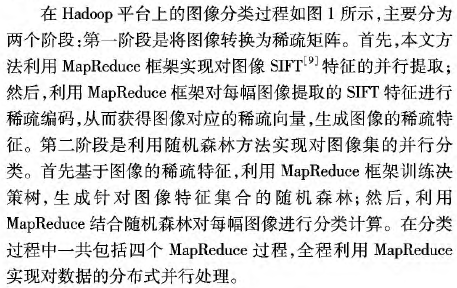 在 Hadoop 平台上的图像分类过程如图 1 所示,主要分为
两个阶段:第一阶段是将图像转换为稀疏矩阵。首先,本文方
法利用 MapReduce 框架实现对图像 SIFT[9]特征的并行提取;
然后,利用 MapReduce 框架对每幅图像提取的 SIFT 特征进行
稀疏编码,从而获得图像对应的稀疏向量,生成图像的稀疏特
征。第二阶段是利用随机森林方法实现对图像集的并行分
类。首先基于图像的稀疏特征,利用 MapReduce 框架训练决
策树,生成针对图像特征集合的随机森林;然后,利用
MapReduce 结合随机森林对每幅图像进行分类计算。在分类
过程中一共包括四个 MapReduce 过程,全程利用 MapReduce
实现对数据的分布式并行处理。